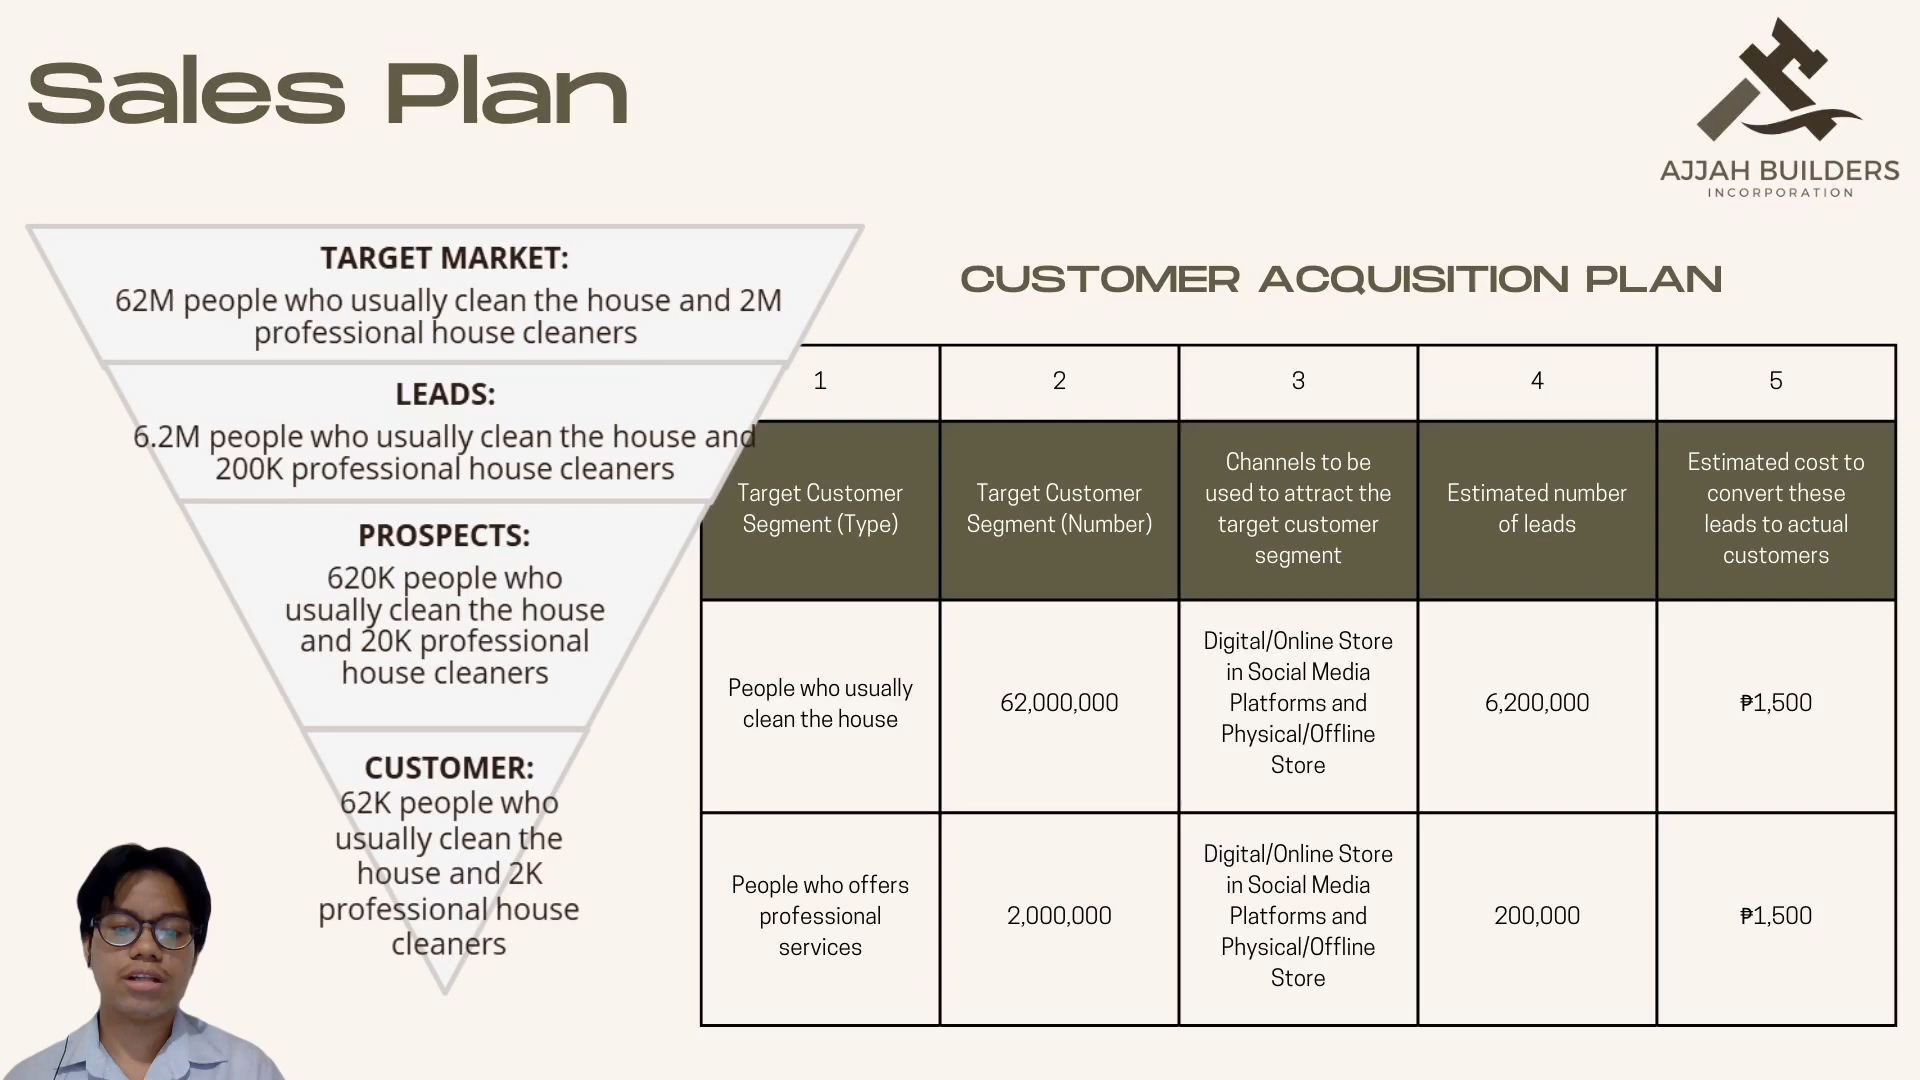 Sales Plan
AJJAH BUILDERS
INCORPORATION
TARGET MARKET:
62M people who usually clean the house and 2M
professional house cleaners
LEADS:
6.2M people who usually clean the house and
200K professional house cleaners
PROSPECTS:
620K people who
usually clean the house
and 20K professional
house cleaners
CUSTOMER:
62K people who
usually clean the
house and 2K
professional house
cleaners
CUSTOMER ACQUISITION PLAN
1
2
3
4
5
Target Customer
Segment (Type)
Target Customer
Segment (Number)
Channels to be
used to attract the
target customer
segment
Estimated number
of leads
Estimated cost to
convert these
leads to actual
customers
People who usually
clean the house
62,000,000
Digital/Online Store
in Social Media
Platforms and
Physical/Offline
Store
6,200,000
₱1,500
People who offers
professional
services
2,000,000
Digital/Online Store
in Social Media
Platforms and
Physical/Offline
Store
200,000
₱1,500